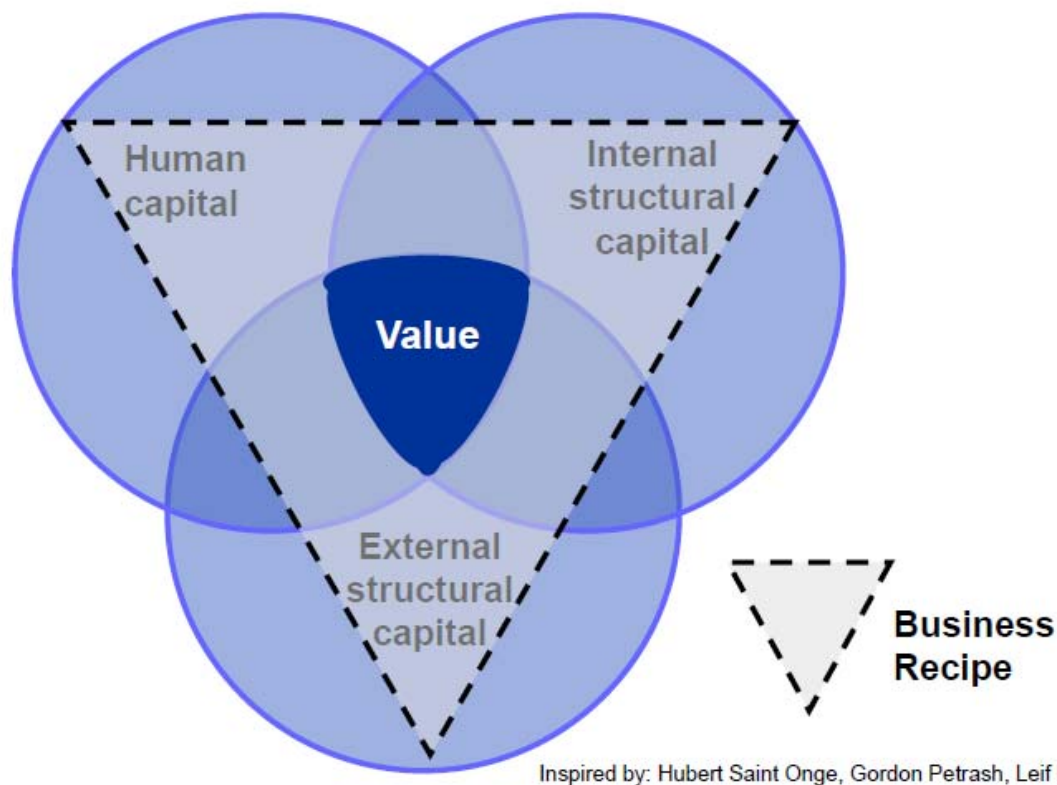 Human
capital
Internal
structural
capital
Value
External
structural
capital
Business
Recipe
Inspired by: Hubert Saint Onge, Gordon Petrash, Leif